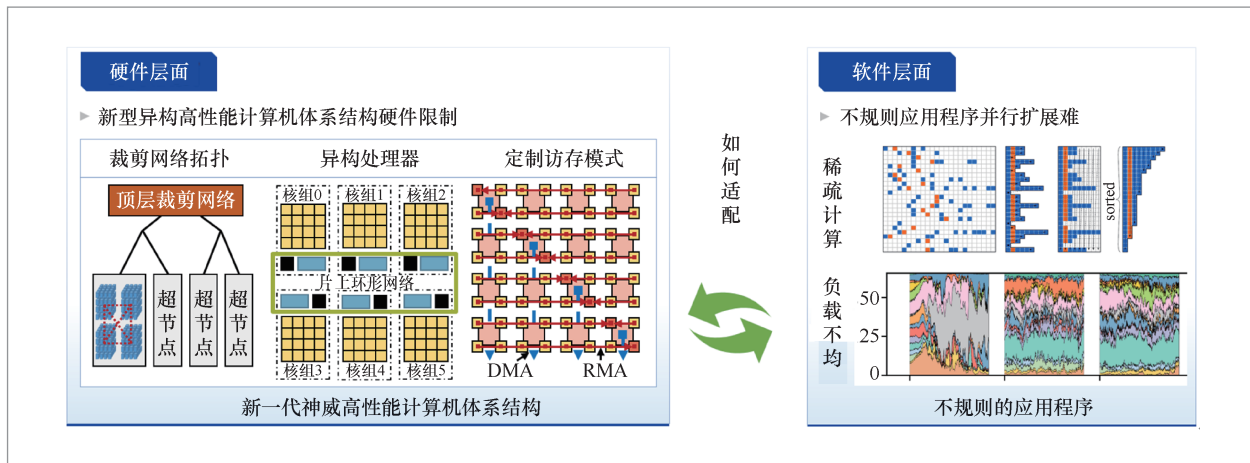 硬件层面
新型异构高性能计算机体系结构硬件限制
裁剪网络拓扑
异构处理器
定制访存模式
顶层裁剪网络
超节点
超节点
超节点
核组0
核组1
核组2
片上环形网络
核组3
核组4
核组5
DMA
RMA
新一代神威高性能计算机体系结构
如何适配
软件层面
不规则应用程序并行扩展难
稀疏计算
sorted
负载不均
50
25
0
不规则的应用程序